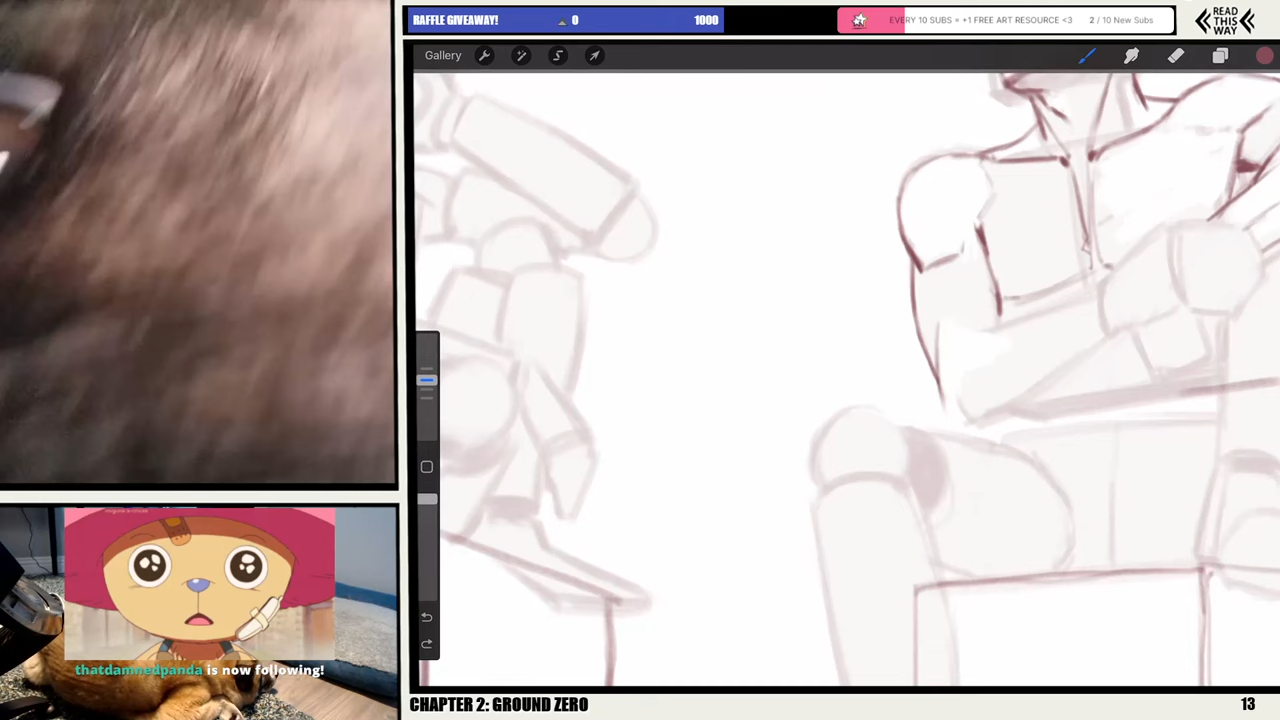 RAFFLE GIVEAWAY! 0 1000
EVERY 10 SUBS = +1 FREE ART RESOURCE <3 2 / 10 New Subs
READ
THIS
WAY
Gallery
thatdamnedpanda is now following!
CHAPTER 2: GROUND ZERO 13